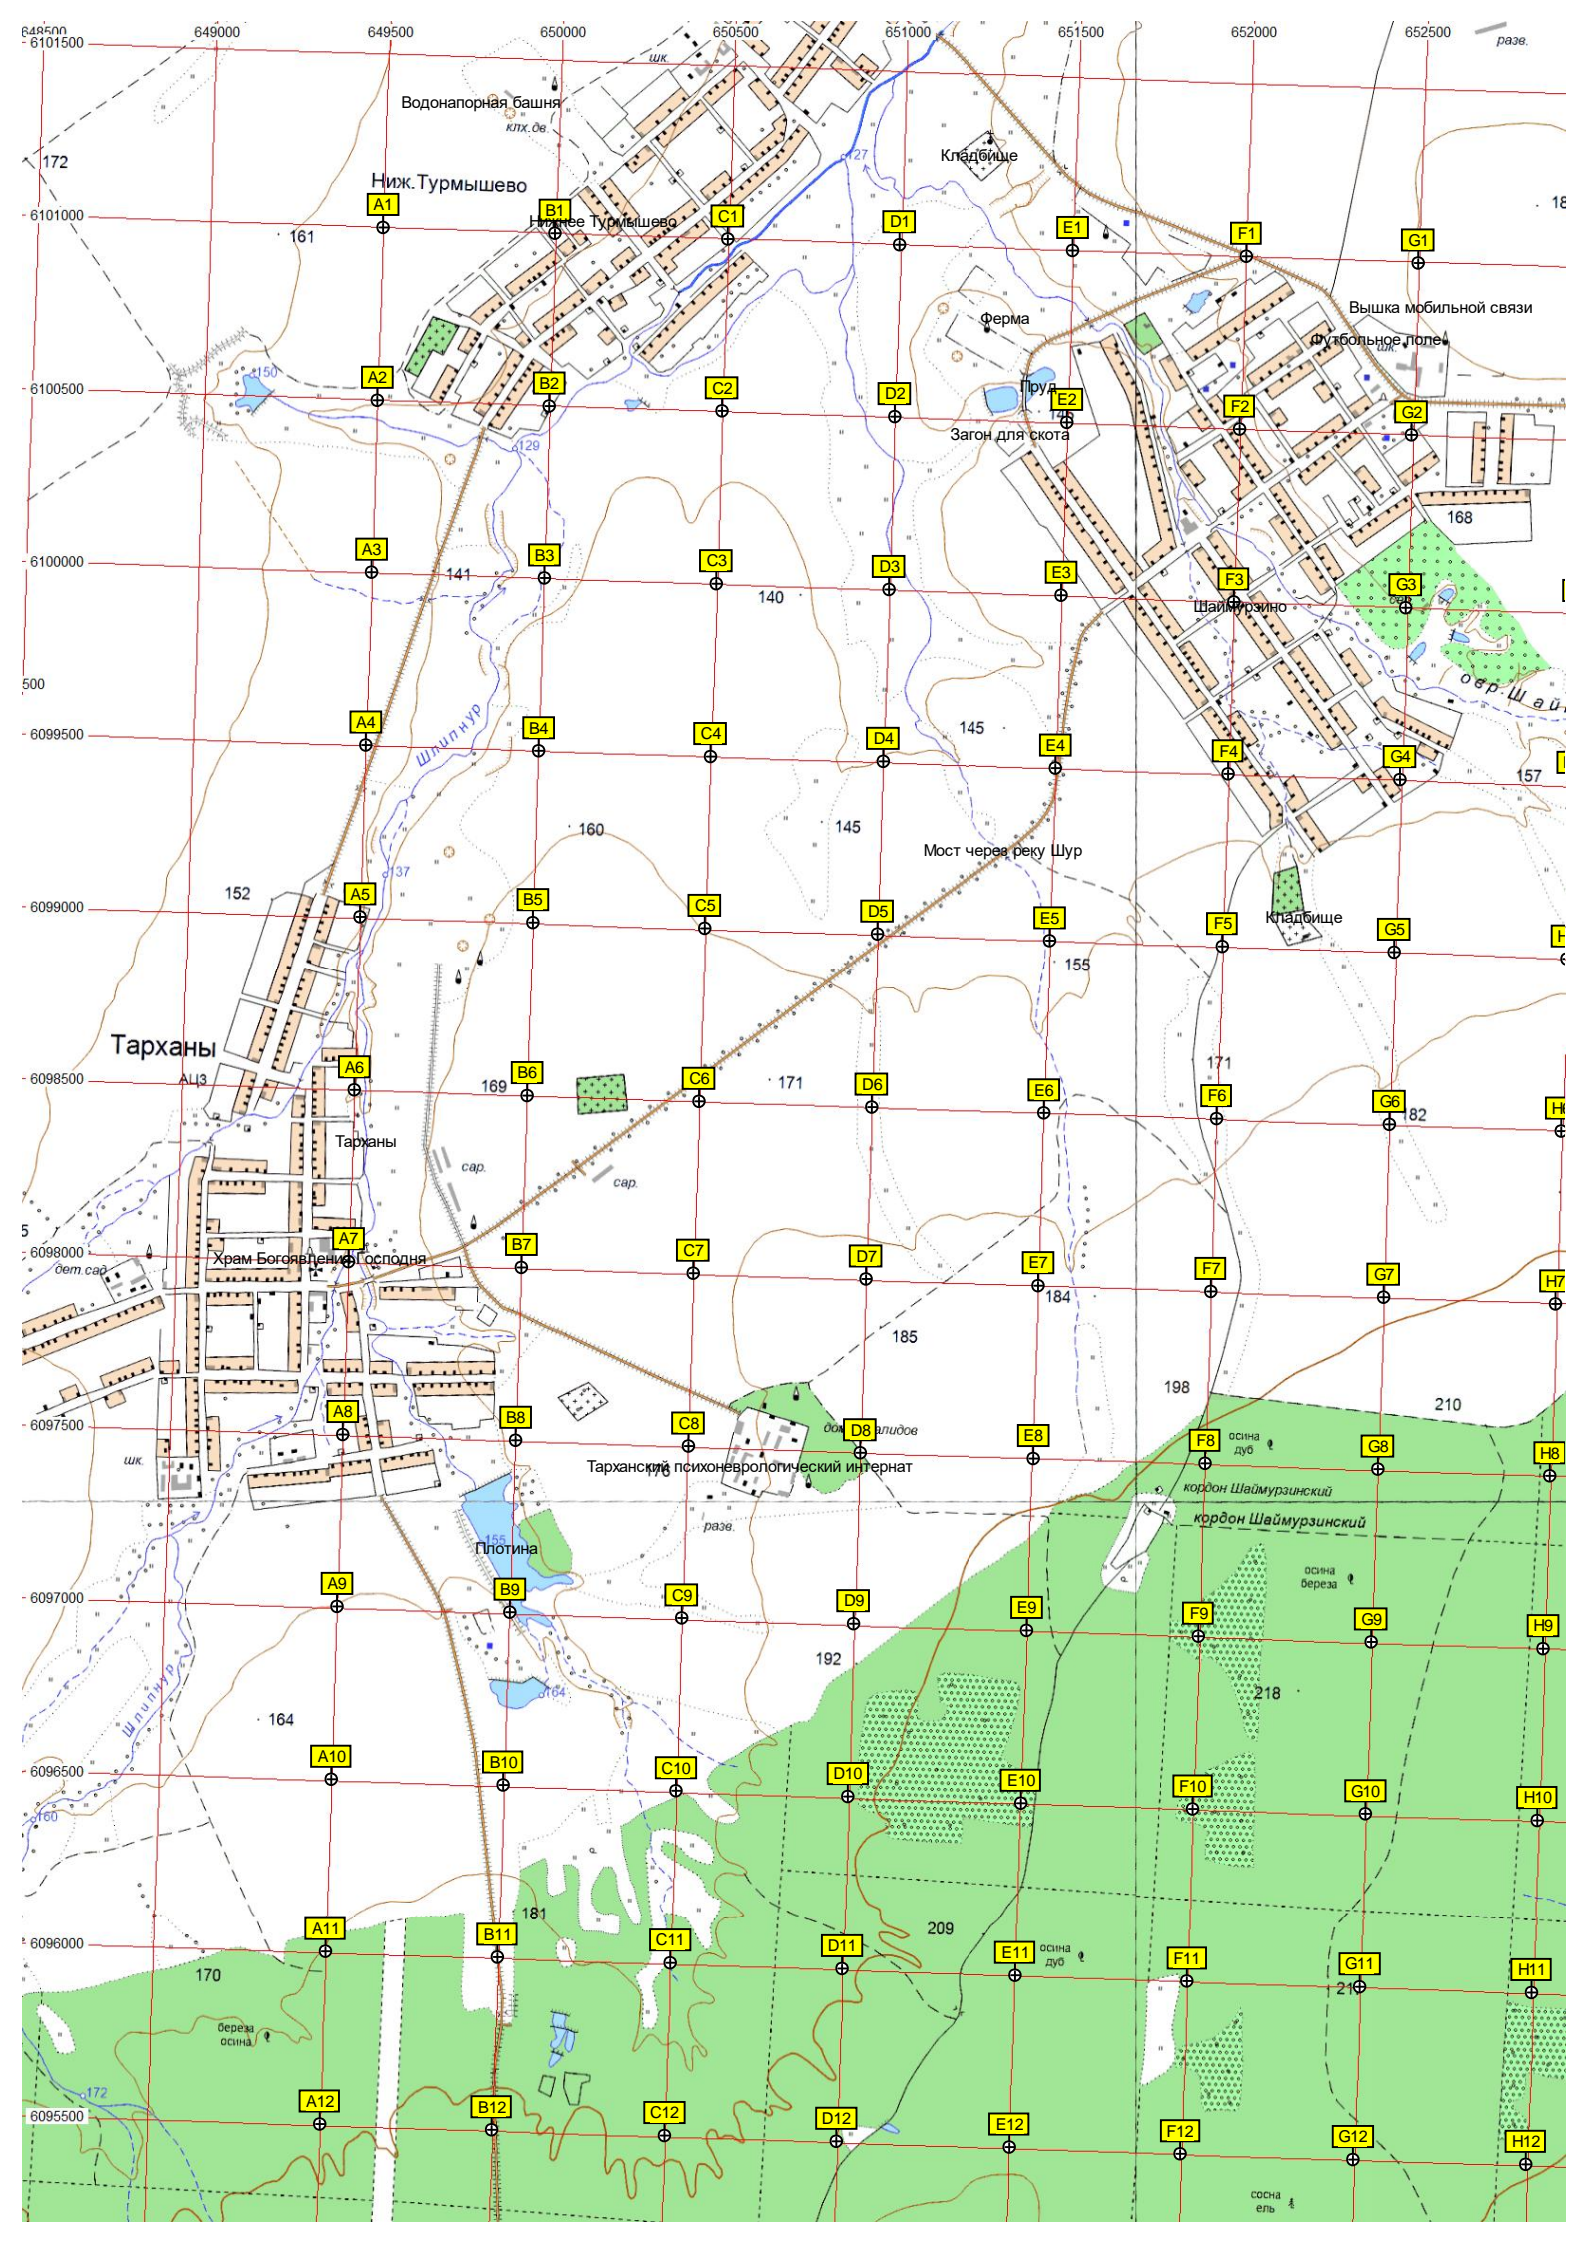 648500 649000 649500 650000 650500 651000 651500 652000 652500
6101500
шк.
разв.
Водонапорная башня
клх.дв.
127
Кладбище
172
Ниж.Турмышево
A1 B1 C1 D1 E1 F1 G1
6101000
Нижнее Турмышево
161
18
Вышка мобильной связи
Ферма
Футбольное поле
шк.
150
Пруд
A2 B2 C2 D2 E2 F2 G2
6100500
Загон для скота
129
168
A3 B3 C3 D3 E3 F3 G3
6100000
141
140
Шаймурзино
500
овр.Шай
Шлипнур
A4 B4 C4 D4 E4 F4 G4
6099500
145
157
160
145
Мост через реку Шур
137
152
A5 B5 C5 D5 E5 F5 G5 H
6099000
Кладбище
155
Тарханы
АЦЗ
171
A6 B6 C6 D6 E6 F6 G6 H6
6098500
169
171
182
Тарханы
сар.
сар.
5
A7 B7 C7 D7 E7 F7 G7 H7
6098000
Храм Богоявления Господня
дет.сад
184
185
198
210
A8 B8 C8 D8 E8 F8 G8 H8
6097500
осина
дуб
шк.
Тарханский психоневрологический интернат
176
кордон Шаймурзинский
кордон Шаймурзинский
разв.
155
Плотина
осина
береза
A9 B9 C9 D9 E9 F9 G9 H9
6097000
192
Шлипнур
164
218
164
A10 B10 C10 D10 E10 F10 G10 H10
6096500
160
181
209
A11 B11 C11 D11 E11 F11 G11 H11
6096000
осина
дуб
170
береза
осина
172
A12 B12 C12 D12 E12 F12 G12 H12
6095500
сосна
ель